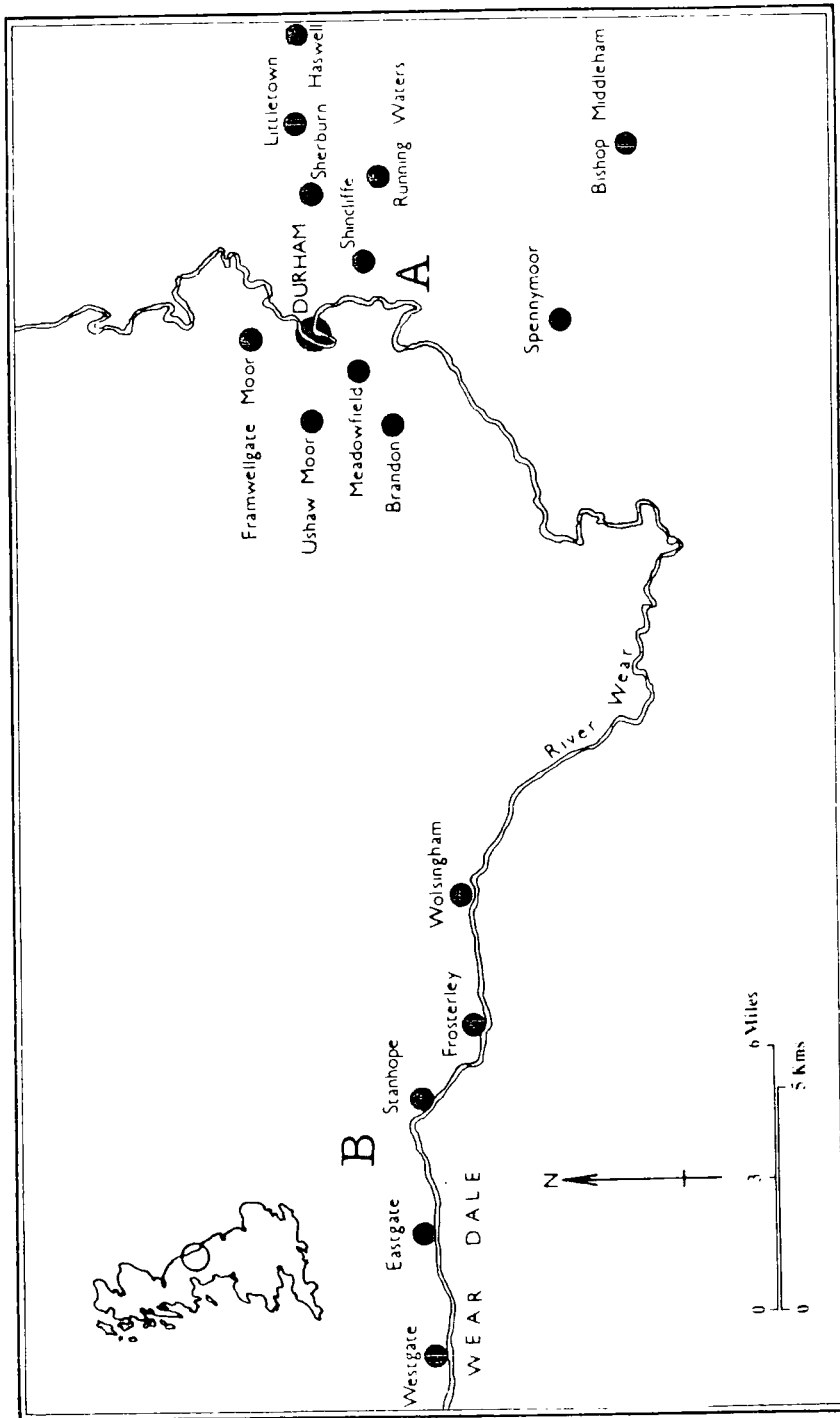 Littletown
Haswell
Sherburn
DURHAM
Framwellgate Moor
Ushaw Moor
Shincliffe
Running Waters
Meadowfield
A
Brandon
Spennymoor
Bishop Middleham
B
Stanhope
Wolsingham
Eastgate
Frosterley
Westgate
WEAR DALE
River Wear
N
0 3 6 Miles
0 5 Kms